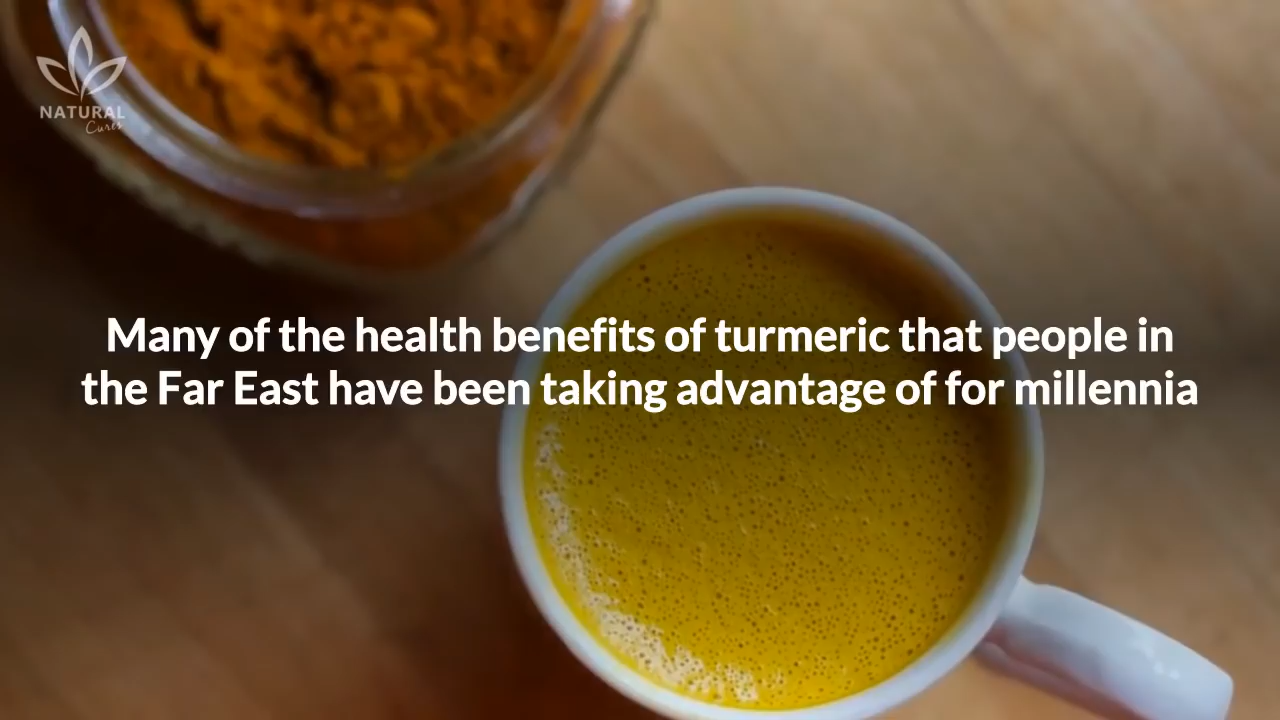 NATURAL
Cures
Many of the health benefits of turmeric that people in
the Far East have been taking advantage of for millennia